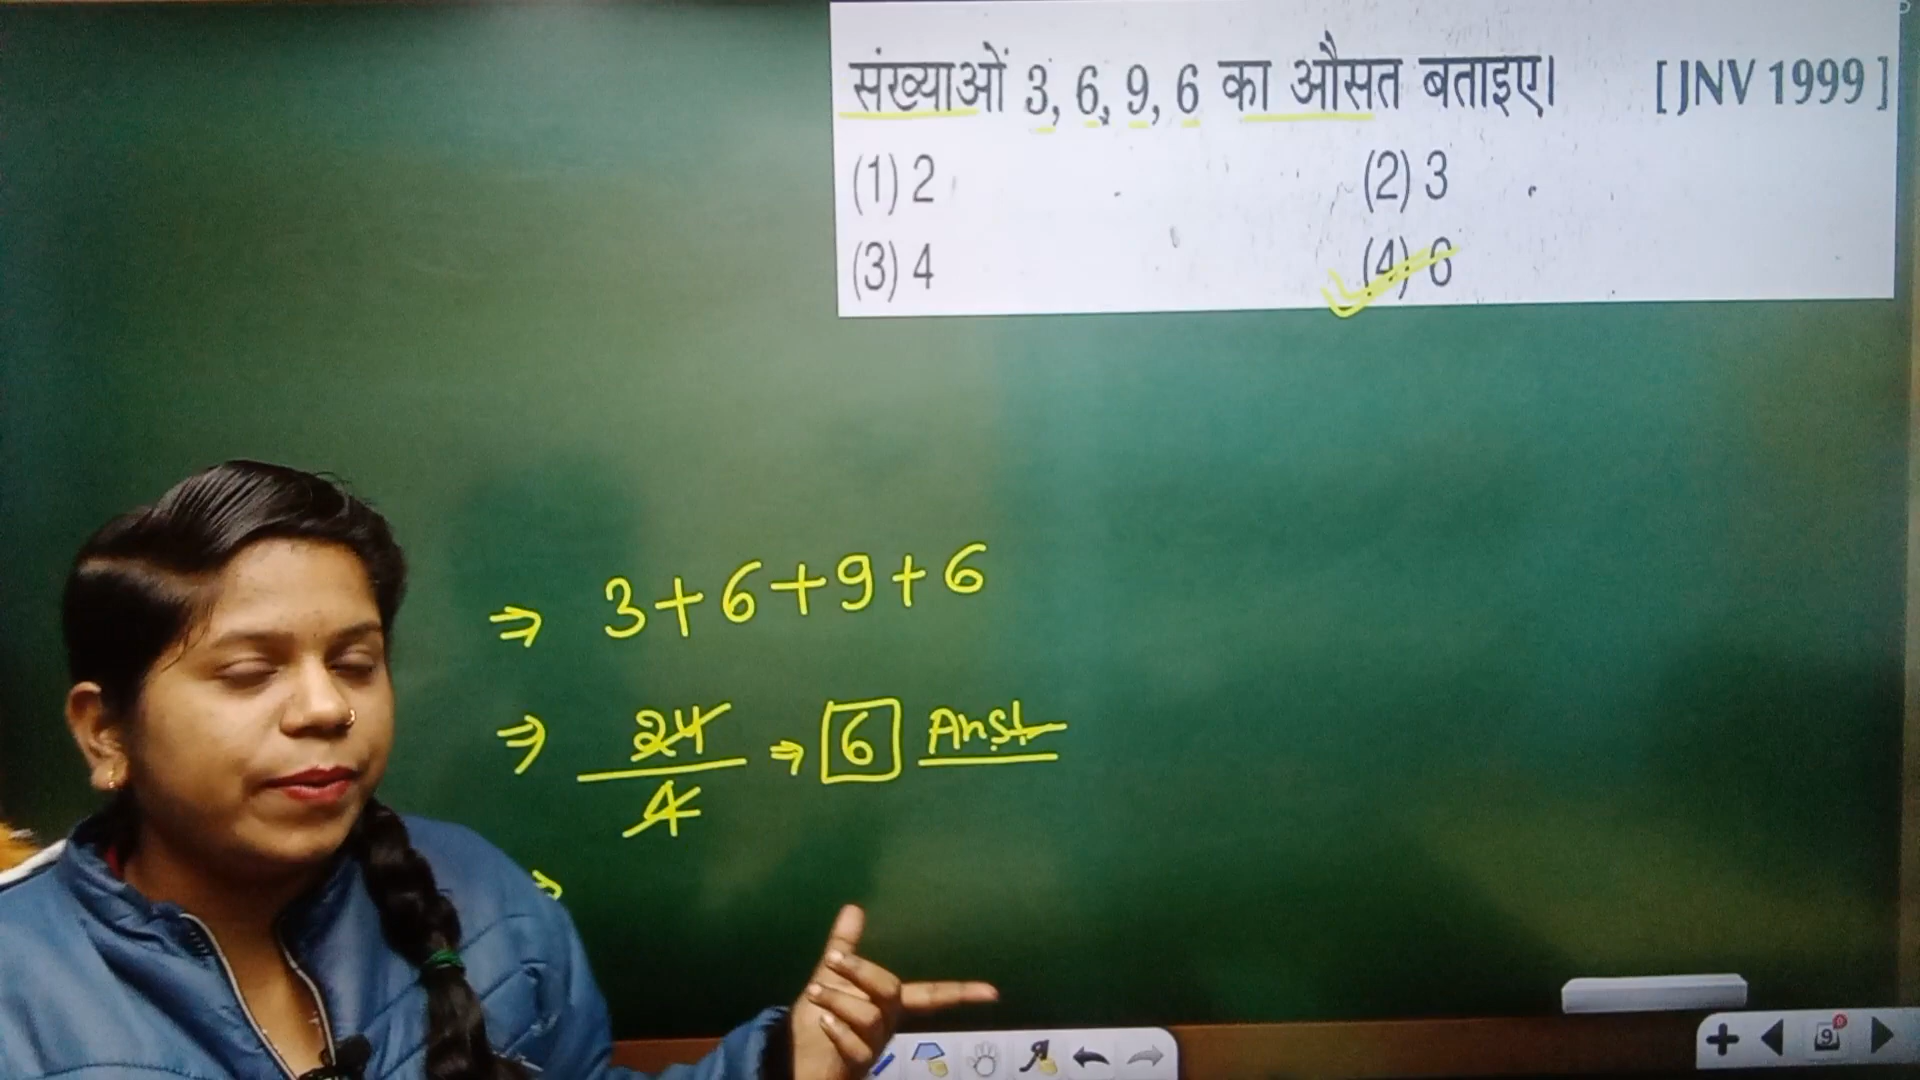 संख्याओं 3, 6, 9, 6 का औसत बताइए। [JNV 1999]
(1) 2 (2) 3
(3) 4 (4) 6
⇒ 3+6+9+6
⇒ 24/4 ⇒ 6 Ans
⇒
9